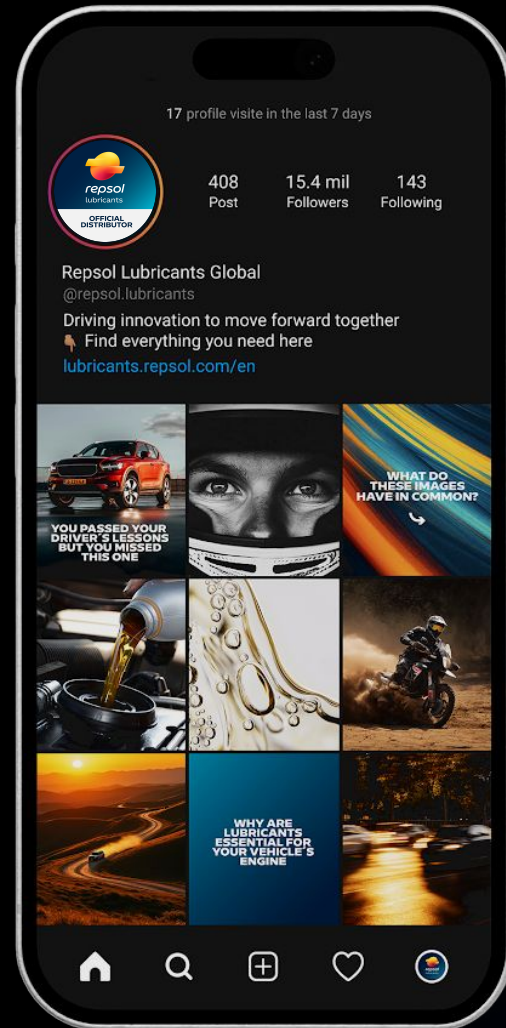 17 profile visite in the last 7 days
repsol
lubricants
OFFICIAL
DISTRIBUTOR
408
Post
15.4 mil
Followers
143
Following
Repsol Lubricants Global
@repsol.lubricants
Driving innovation to move forward together
Find everything you need here
lubricants.repsol.com/en
YOU PASSED YOUR
DRIVER´S LESSONS
BUT YOU MISSED
THIS ONE
WHAT DO
THESE IMAGES
HAVE IN COMMON?
WHY ARE
LUBRICANTS
ESSENTIAL FOR
YOUR VEHICLE´S
ENGINE
repsol